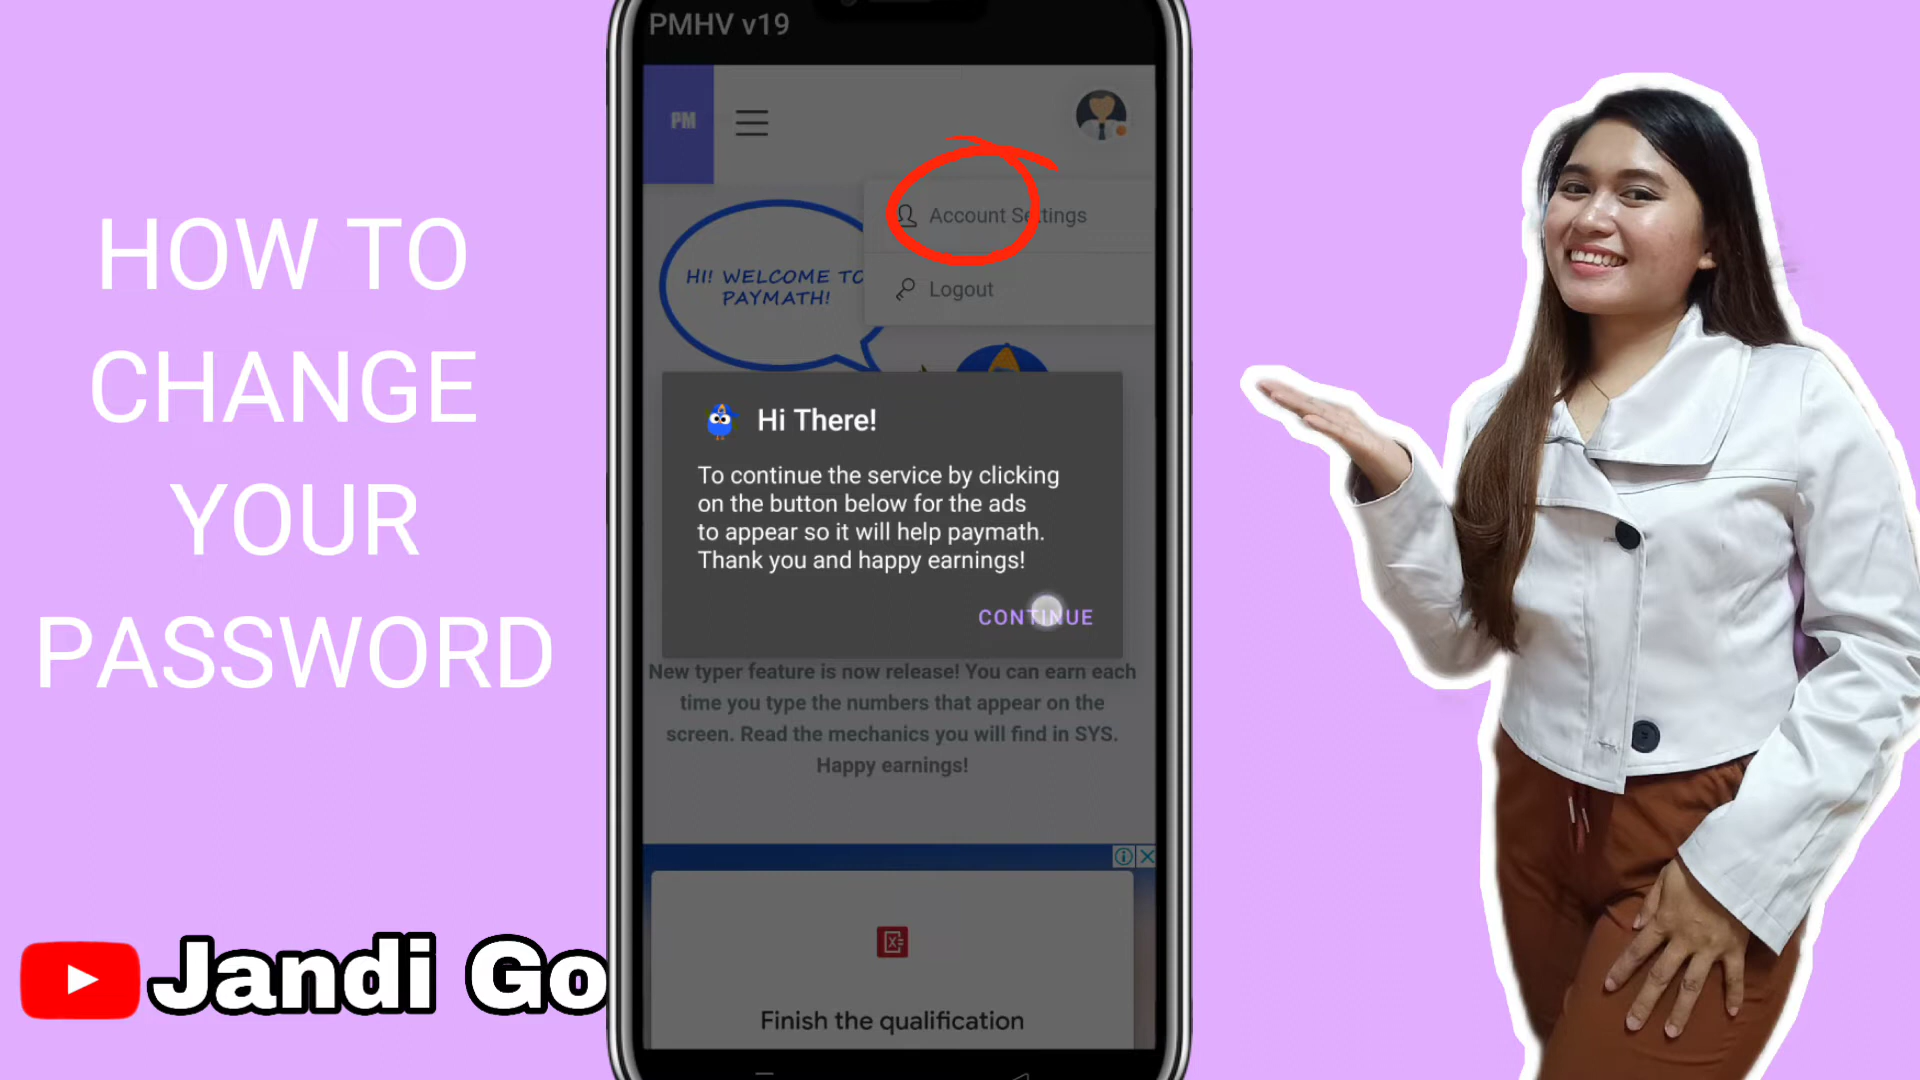 PMHV v19
PM
Account Settings
Logout
HI! WELCOME TO
PAYMATH!
HOW TO
CHANGE
YOUR
PASSWORD
Hi There!
To continue the service by clicking
on the button below for the ads
to appear so it will help paymath.
Thank you and happy earnings!
CONTINUE
New typer feature is now release! You can earn each
time you type the numbers that appear on the
screen. Read the mechanics you will find in SYS.
Happy earnings!
Finish the qualification
Jandi Go